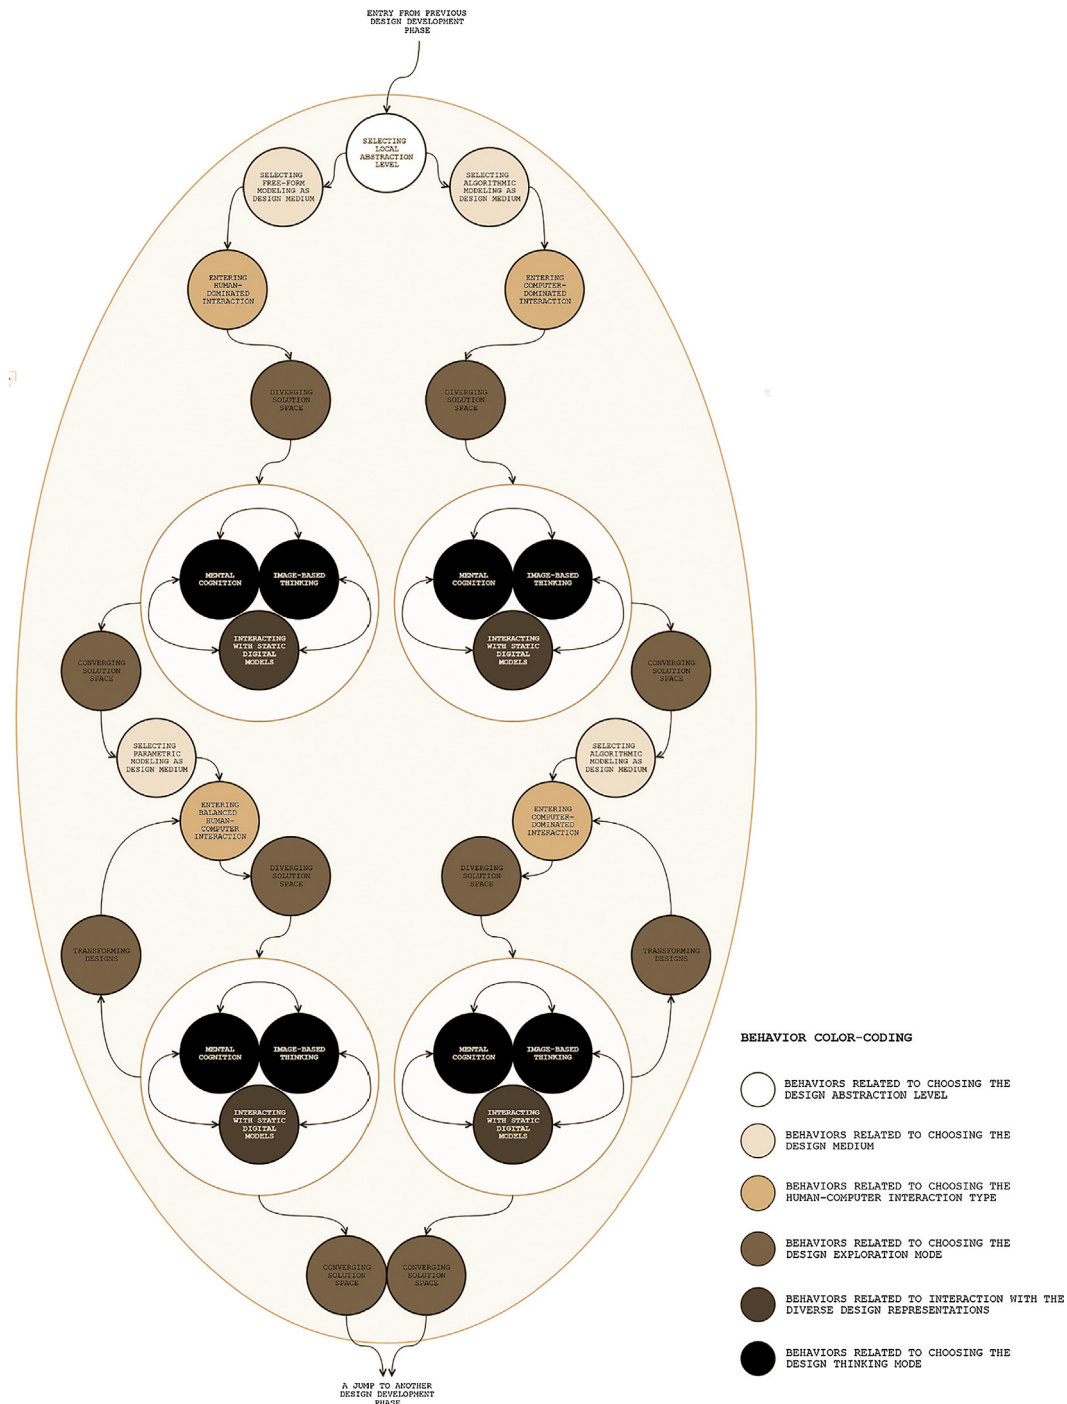 ENTRY FROM PREVIOUS
DESIGN DEVELOPMENT
PHASE
SELECTING
LOCAL
ABSTRACTION
LEVEL
SELECTING
FREE-FORM
MODELING AS
DESIGN MEDIUM
SELECTING
ALGORITHMIC
MODELING AS
DESIGN MEDIUM
ENTERING
HUMAN-
DOMINATED
INTERACTION
ENTERING
COMPUTER-
DOMINATED
INTERACTION
DIVERGING
SOLUTION
SPACE
DIVERGING
SOLUTION
SPACE
MENTAL
COGNITION
IMAGE-BASED
THINKING
INTERACTING
WITH STATIC
DIGITAL
MODELS
MENTAL
COGNITION
IMAGE-BASED
THINKING
INTERACTING
WITH STATIC
DIGITAL
MODELS
CONVERGING
SOLUTION
SPACE
CONVERGING
SOLUTION
SPACE
SELECTING
PARAMETRIC
MODELING AS
DESIGN MEDIUM
SELECTING
ALGORITHMIC
MODELING AS
DESIGN MEDIUM
ENTERING
BALANCED
HUMAN-
COMPUTER
INTERACTION
ENTERING
COMPUTER-
DOMINATED
INTERACTION
DIVERGING
SOLUTION
SPACE
DIVERGING
SOLUTION
SPACE
TRANSFORMING
DESIGNS
TRANSFORMING
DESIGNS
MENTAL
COGNITION
IMAGE-BASED
THINKING
INTERACTING
WITH STATIC
DIGITAL
MODELS
MENTAL
COGNITION
IMAGE-BASED
THINKING
INTERACTING
WITH STATIC
DIGITAL
MODELS
CONVERGING
SOLUTION
SPACE
CONVERGING
SOLUTION
SPACE
A JUMP TO ANOTHER
DESIGN DEVELOPMENT
PHASE
BEHAVIOR COLOR-CODING
BEHAVIORS RELATED TO CHOOSING THE
DESIGN ABSTRACTION LEVEL
BEHAVIORS RELATED TO CHOOSING THE
DESIGN MEDIUM
BEHAVIORS RELATED TO CHOOSING THE
HUMAN-COMPUTER INTERACTION TYPE
BEHAVIORS RELATED TO CHOOSING THE
DESIGN EXPLORATION MODE
BEHAVIORS RELATED TO INTERACTION WITH THE
DIVERSE DESIGN REPRESENTATIONS
BEHAVIORS RELATED TO CHOOSING THE
DESIGN THINKING MODE